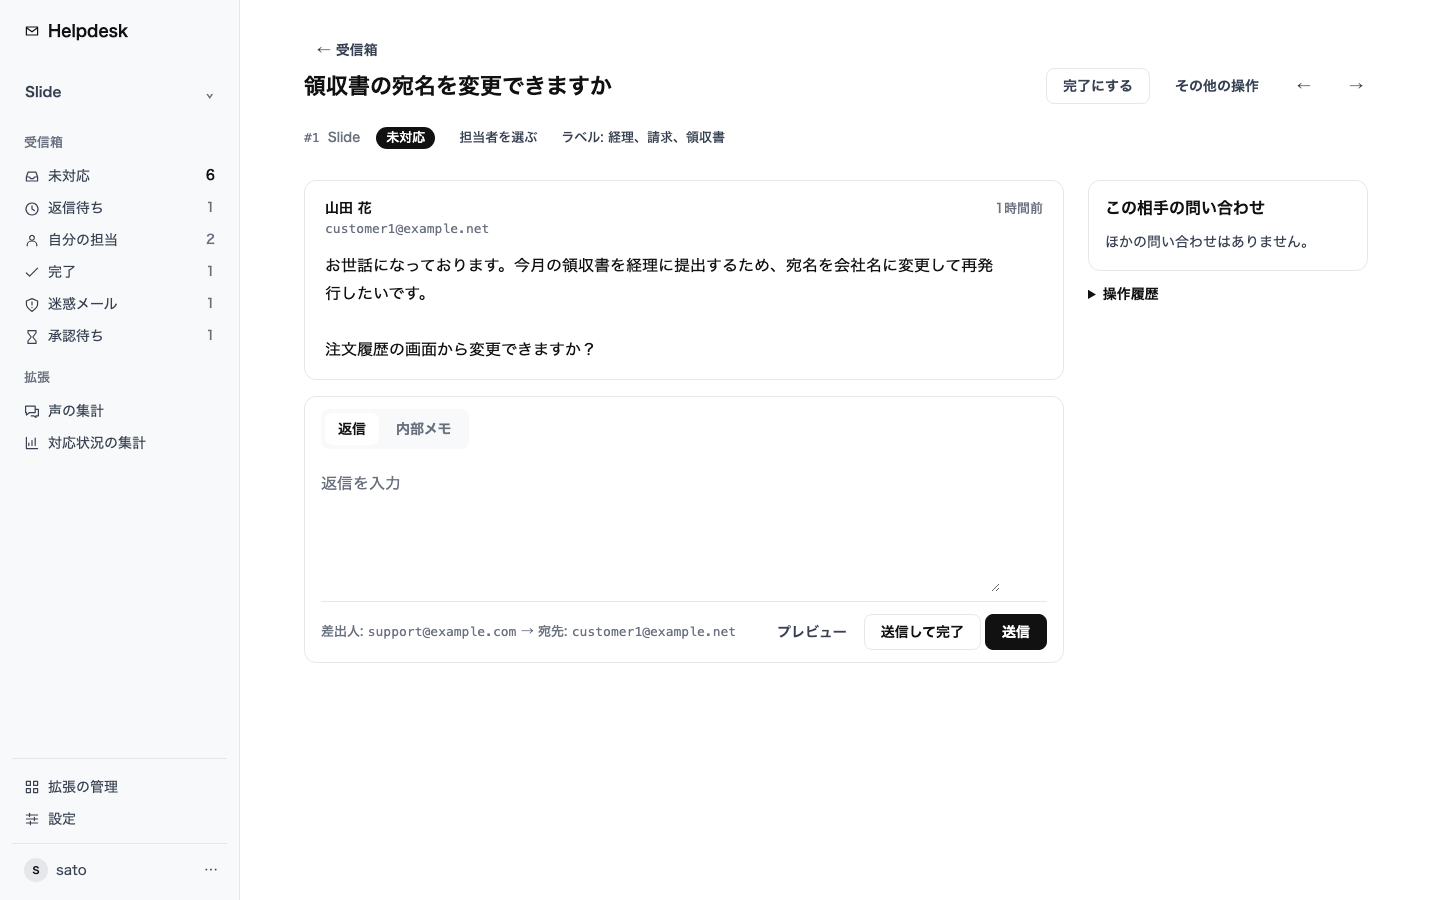 Helpdesk
Slide
受信箱
未対応 6
返信待ち 1
自分の担当 2
完了 1
迷惑メール 1
承認待ち 1
拡張
声の集計
対応状況の集計
拡張の管理
設定
S sato …
← 受信箱
領収書の宛名を変更できますか
完了にする その他の操作 ← →
#1 Slide 未対応 担当者を選ぶ ラベル: 経理、請求、領収書
山田 花 1時間前
customer1@example.net
お世話になっております。今月の領収書を経理に提出するため、宛名を会社名に変更して再発
行したいです。
注文履歴の画面から変更できますか？
返信 内部メモ
返信を入力
差出人: support@example.com → 宛先: customer1@example.net プレビュー 送信して完了 送信
この相手の問い合わせ
ほかの問い合わせはありません。
▶ 操作履歴